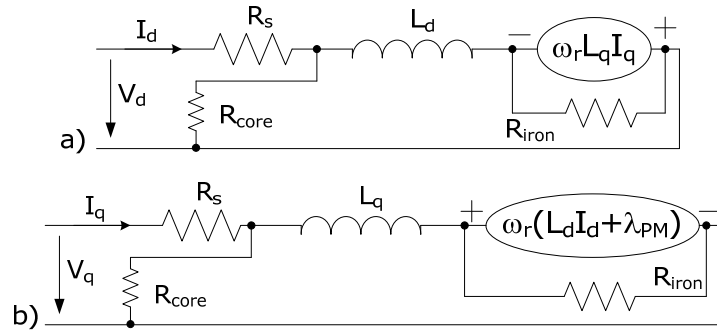 I_d R_s L_d − ω_rL_qI_q +
V_d R_core R_iron
a)
I_q R_s L_q + ω_r(L_dI_d+λ_PM) −
V_q R_core R_iron
b)